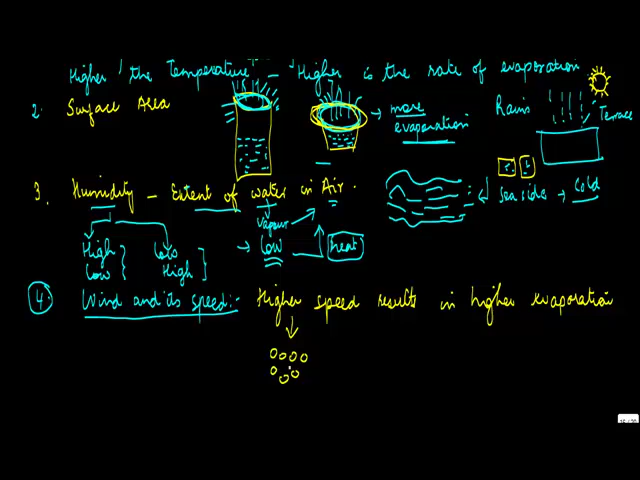 Higher the Temperature - Higher is the rate of evaporation
2. Surface Area → more evaporation Rains Terrace
3. Humidity - Extent of water in Air. sea side → Cold
vapour
High Low Low heat
Low High
4. Wind and its speed:- Higher speed results in higher evaporation